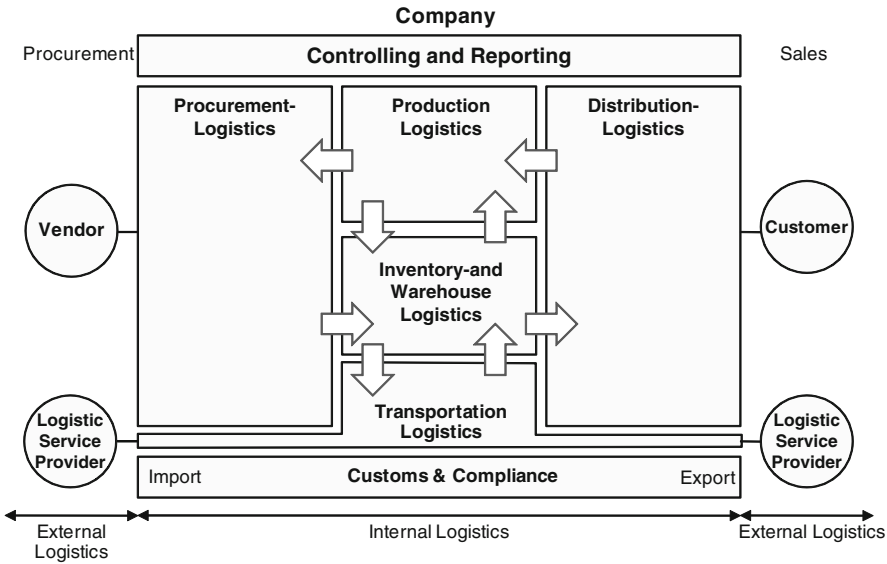 Company
Procurement
Controlling and Reporting
Sales
Procurement-
Logistics
Production
Logistics
Distribution-
Logistics
Vendor
Customer
Inventory-and
Warehouse
Logistics
Logistic
Service
Provider
Transportation
Logistics
Logistic
Service
Provider
Import
Customs & Compliance
Export
External
Logistics
Internal Logistics
External Logistics